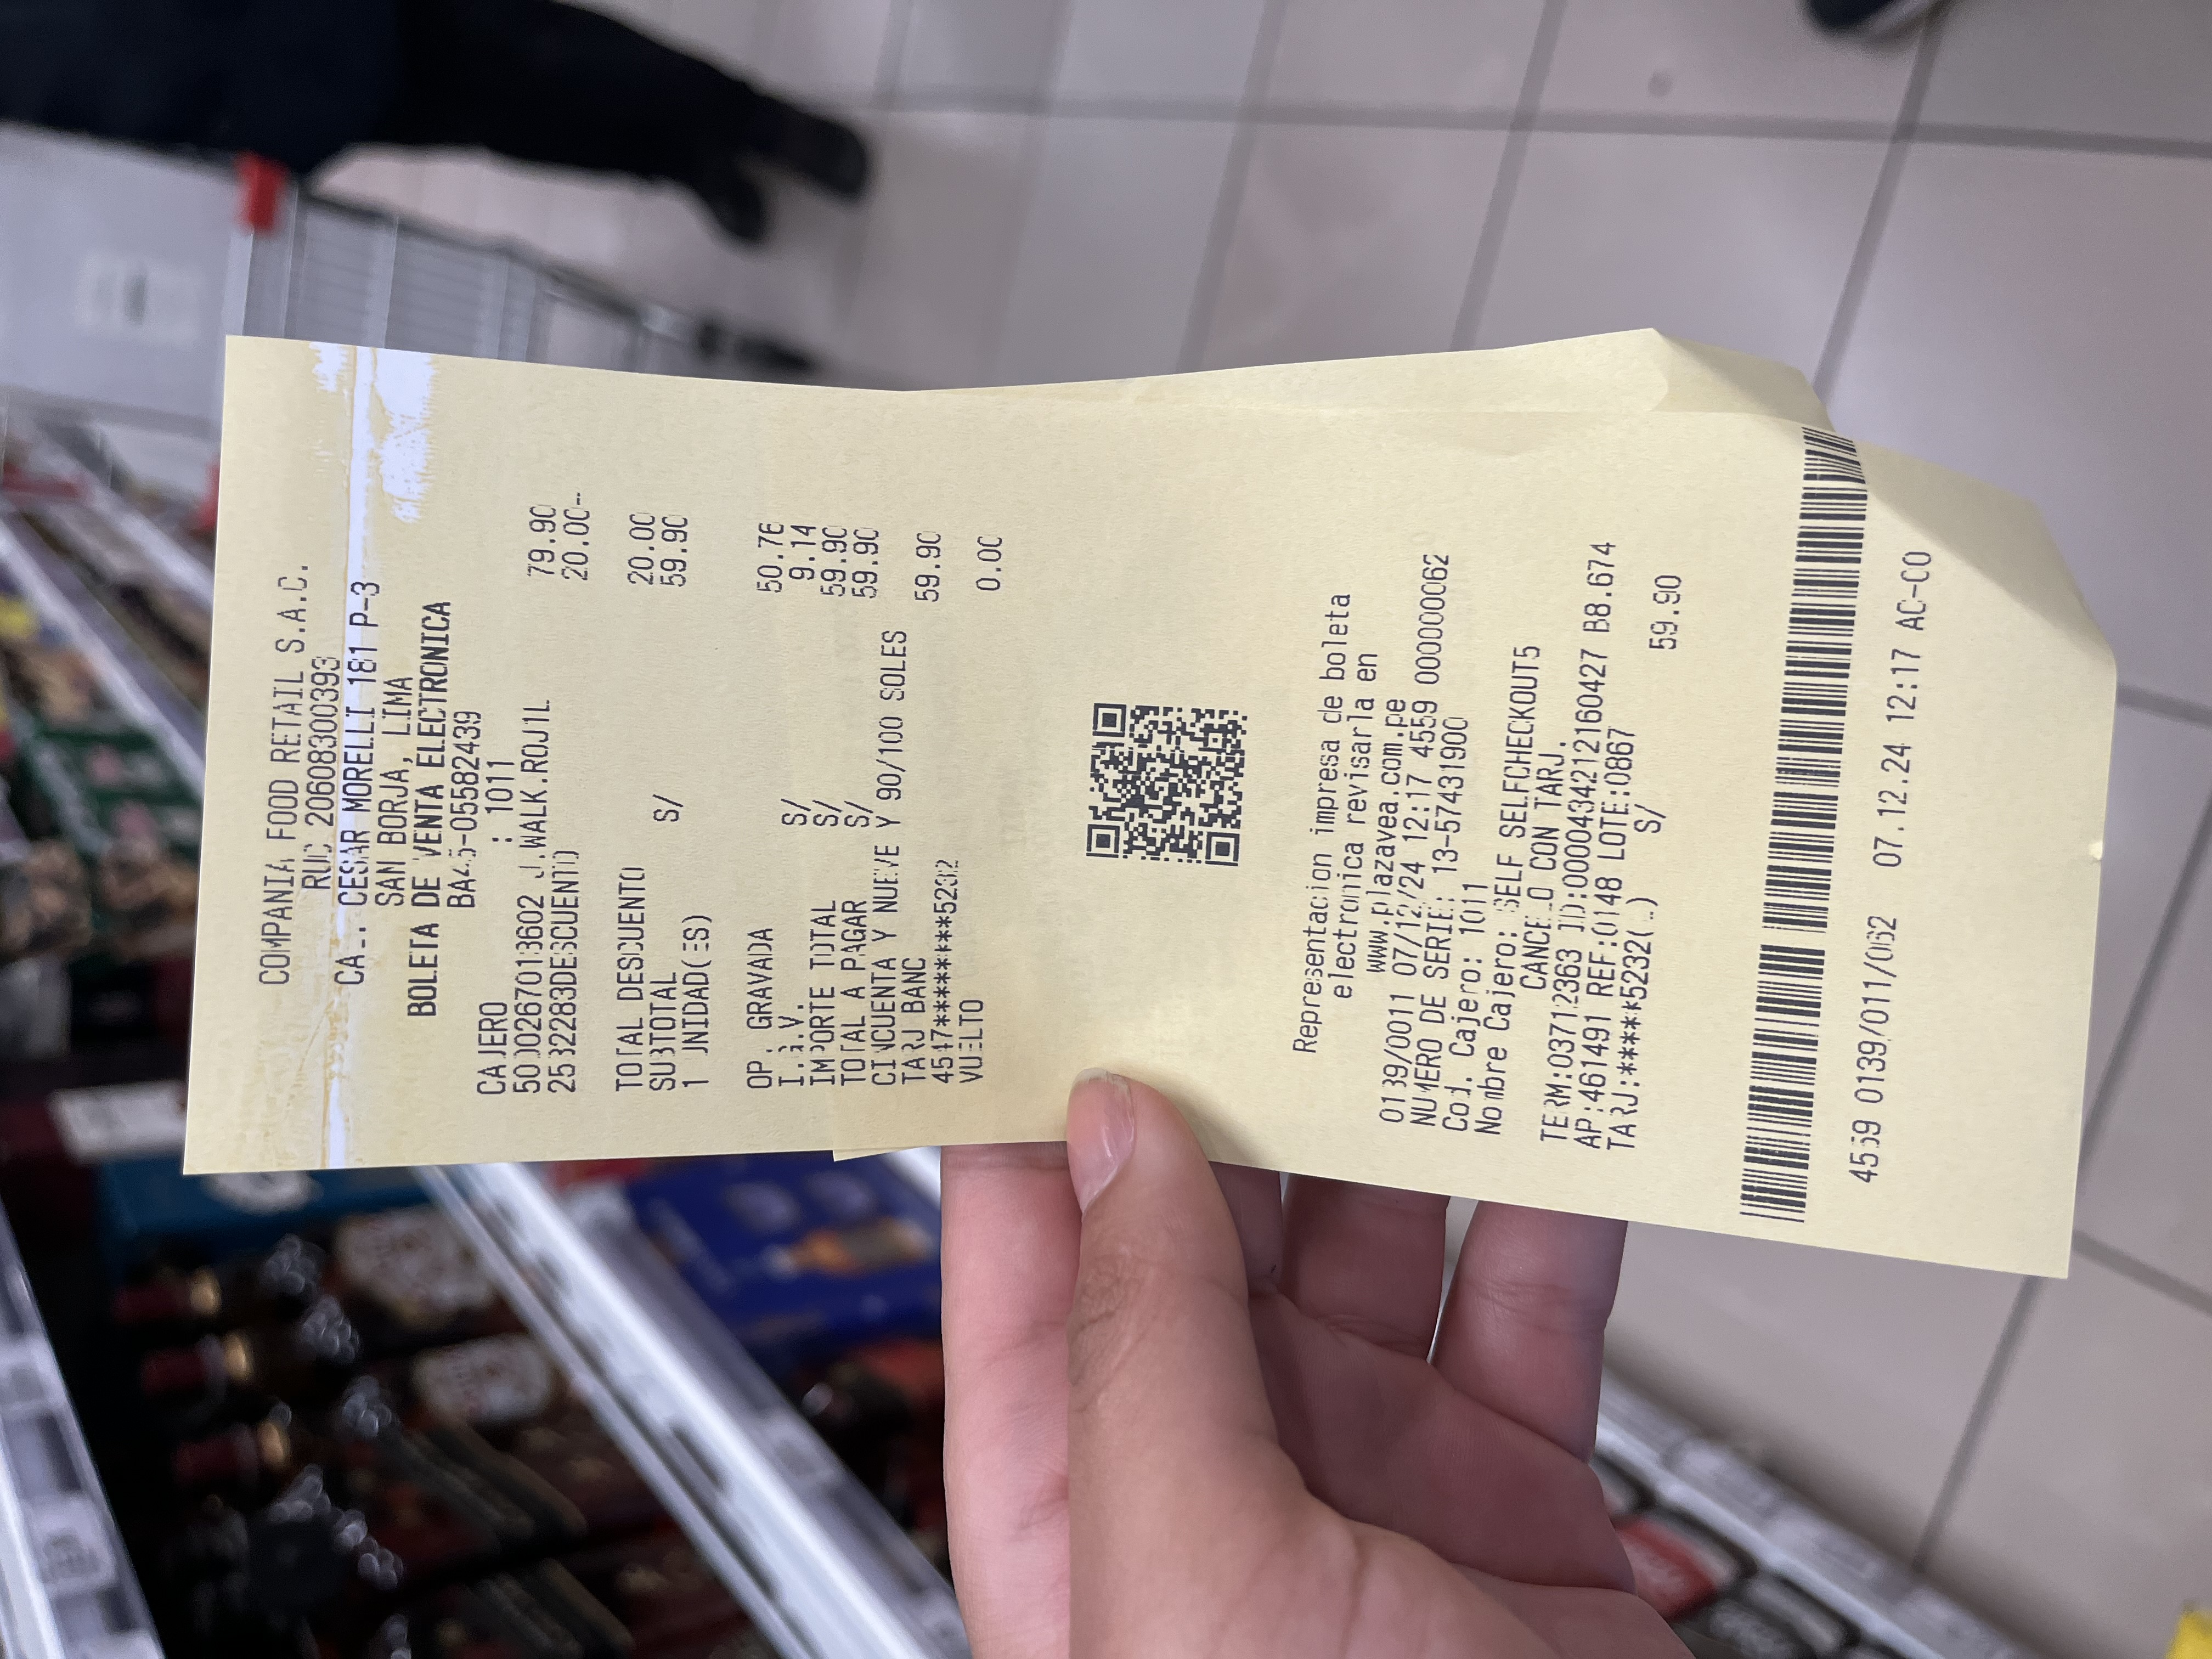 COMPANIA FOOD RETAIL S.A.C.
RUC 20608300393
CAL. CESAR MORELLI 181 P-3
SAN BORJA, LIMA
BOLETA DE VENTA ELECTRONICA
BA45-05582439
CAJERO : 1011
5000267013602 J.WALK.ROJ1L 79.90
2532283DESCUENTO 20.00-
TOTAL DESCUENTO 20.00
SUBTOTAL S/ 59.90
1 UNIDAD(ES)
OP. GRAVADA 50.76
I.G.V. S/ 9.14
IMPORTE TOTAL S/ 59.90
TOTAL A PAGAR S/ 59.90
CINCUENTA Y NUEVE Y 90/100 SOLES
TARJ BANC 59.90
4547********5232
VUELTO 0.00
Representacion impresa de boleta
electronica revisarla en
www.plazavea.com.pe
0139/0011 07/12/24 12:17 4559 000000062
NUMERO DE SERIE: 13-57431900
Cod. Cajero: 1011
Nombre Cajero: SELF SELFCHECKOUT5
CANCELO CON TARJ.
TERM:03712363 ID:0000434212160427 B8.674
AP:461491 REF:0148 LOTE:0867
TARJ:*****5232( ) S/ 59.90
4559 0139/011/062 07.12.24 12:17 AC-CO